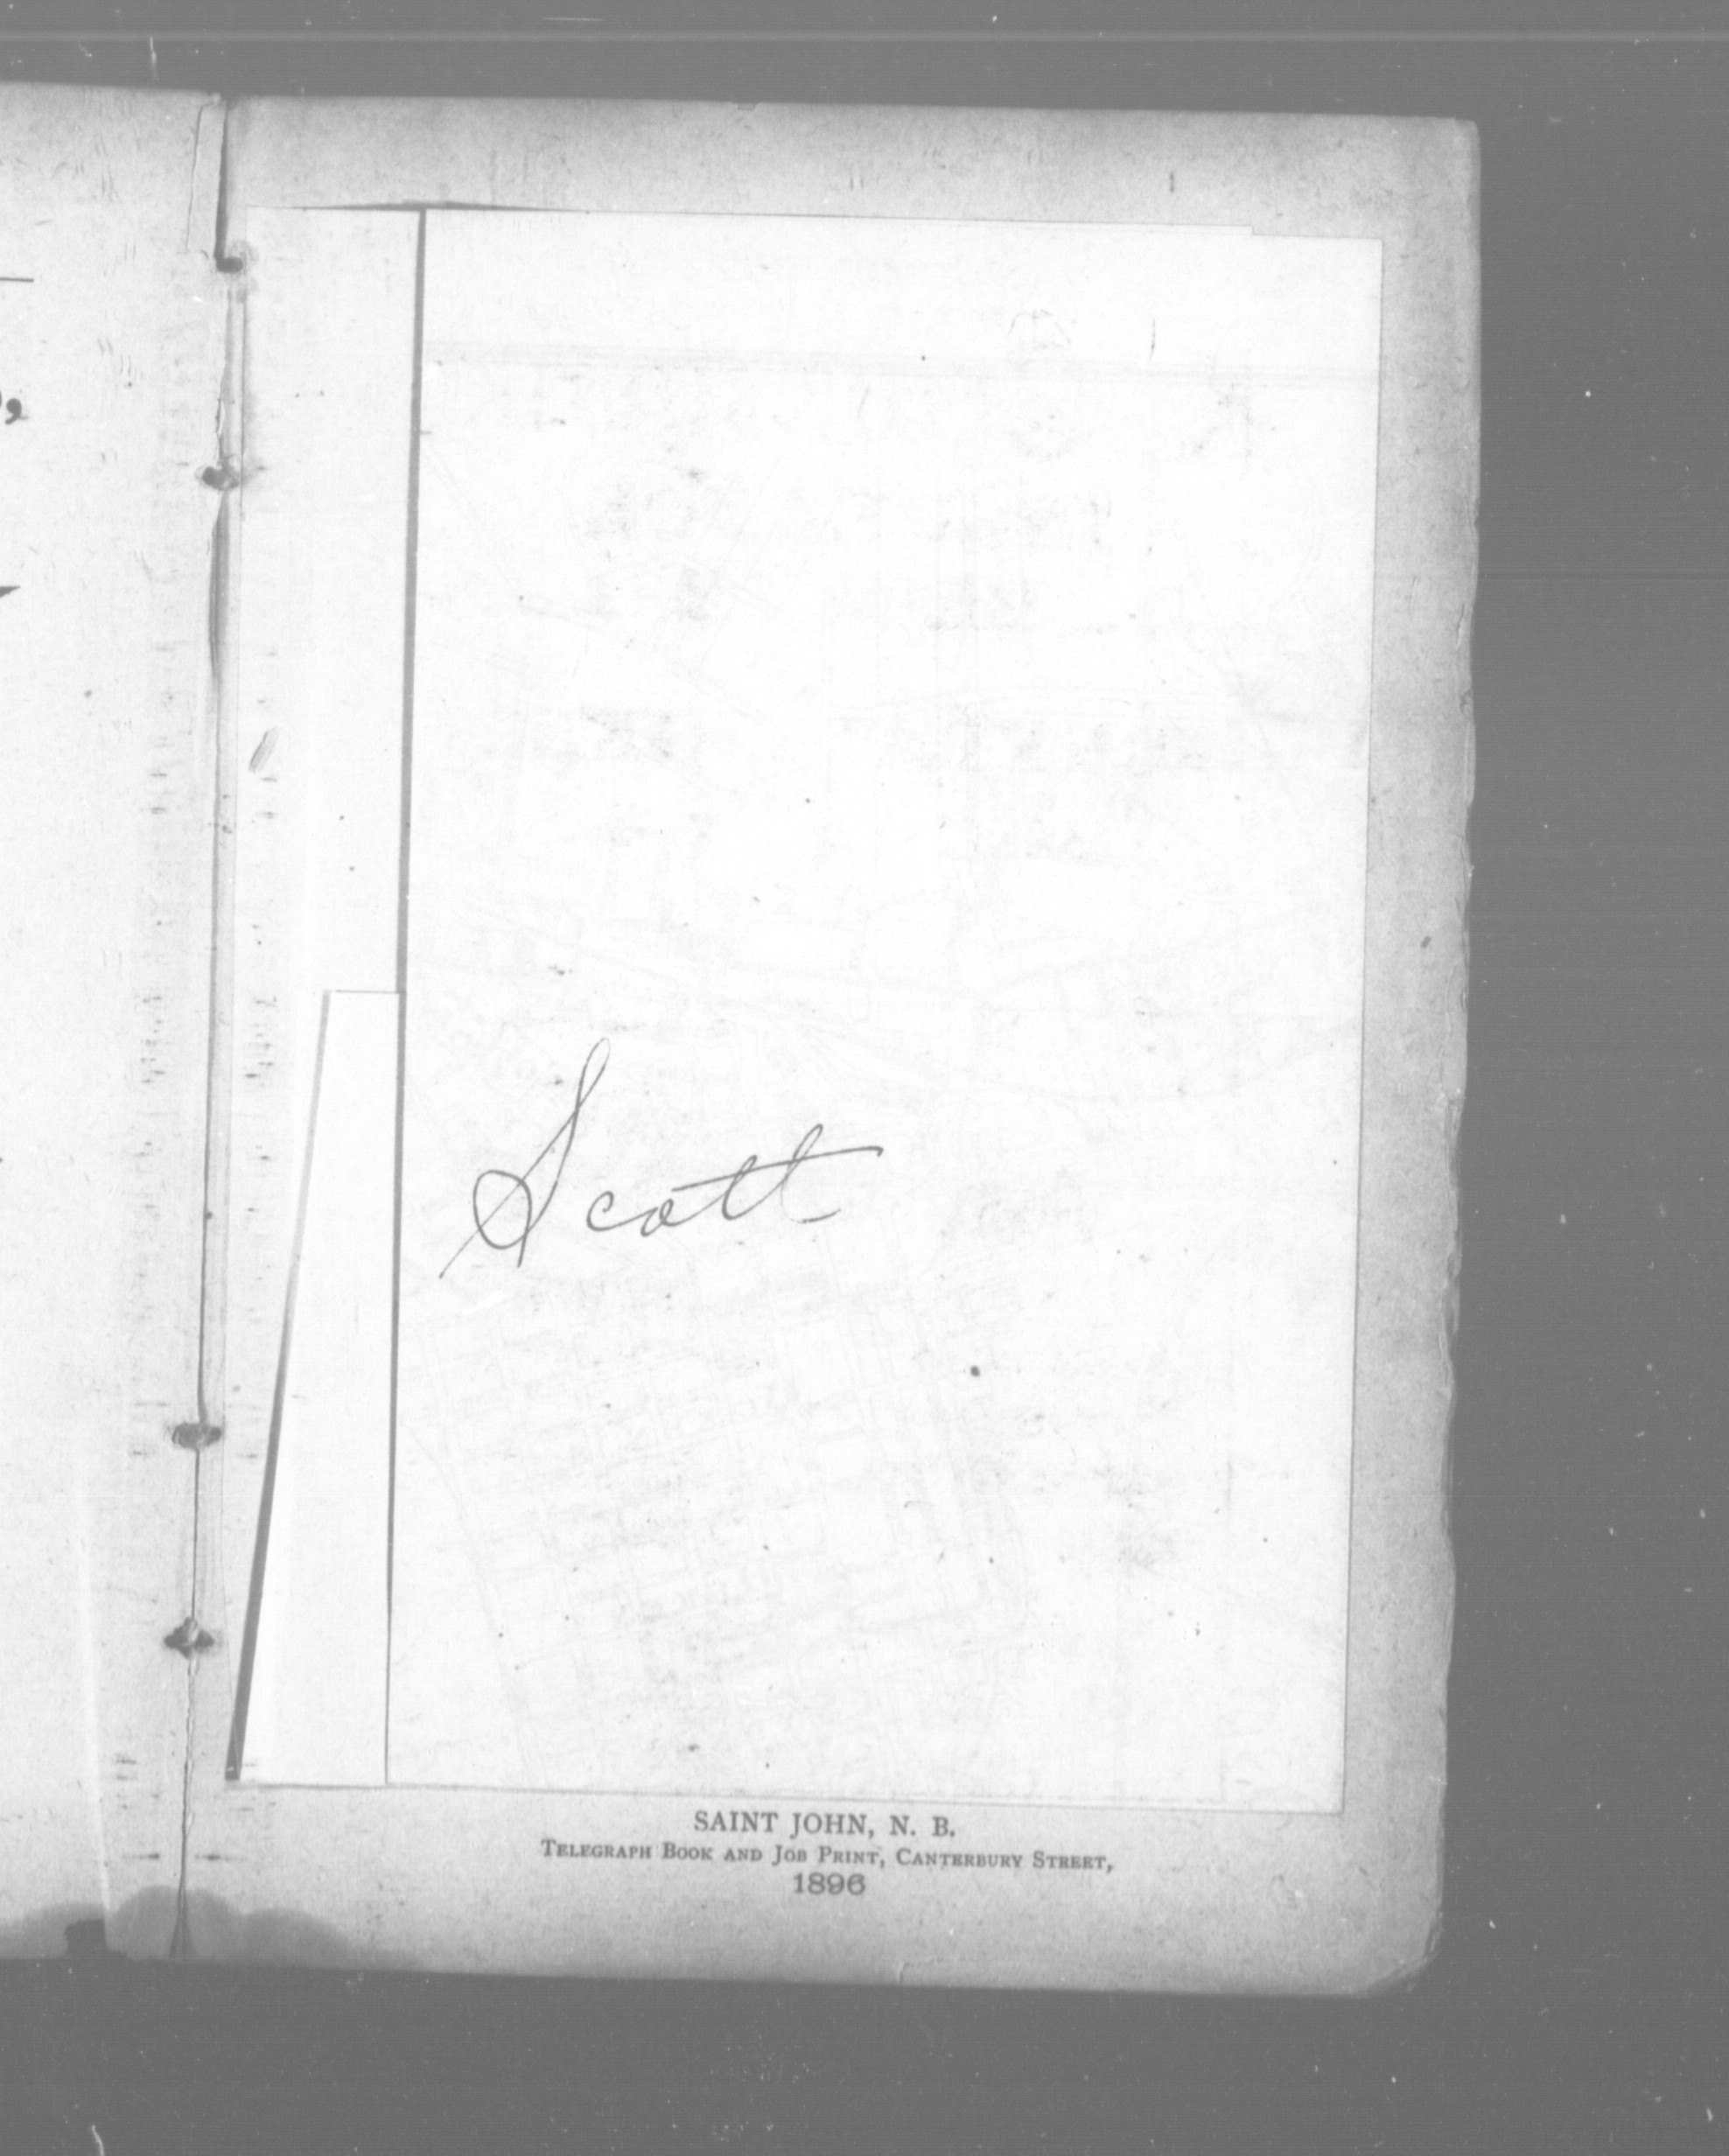 Scott
SAINT JOHN, N. B.
TELEGRAPH BOOK AND JOB PRINT, CANTERBURY STREET,
1896